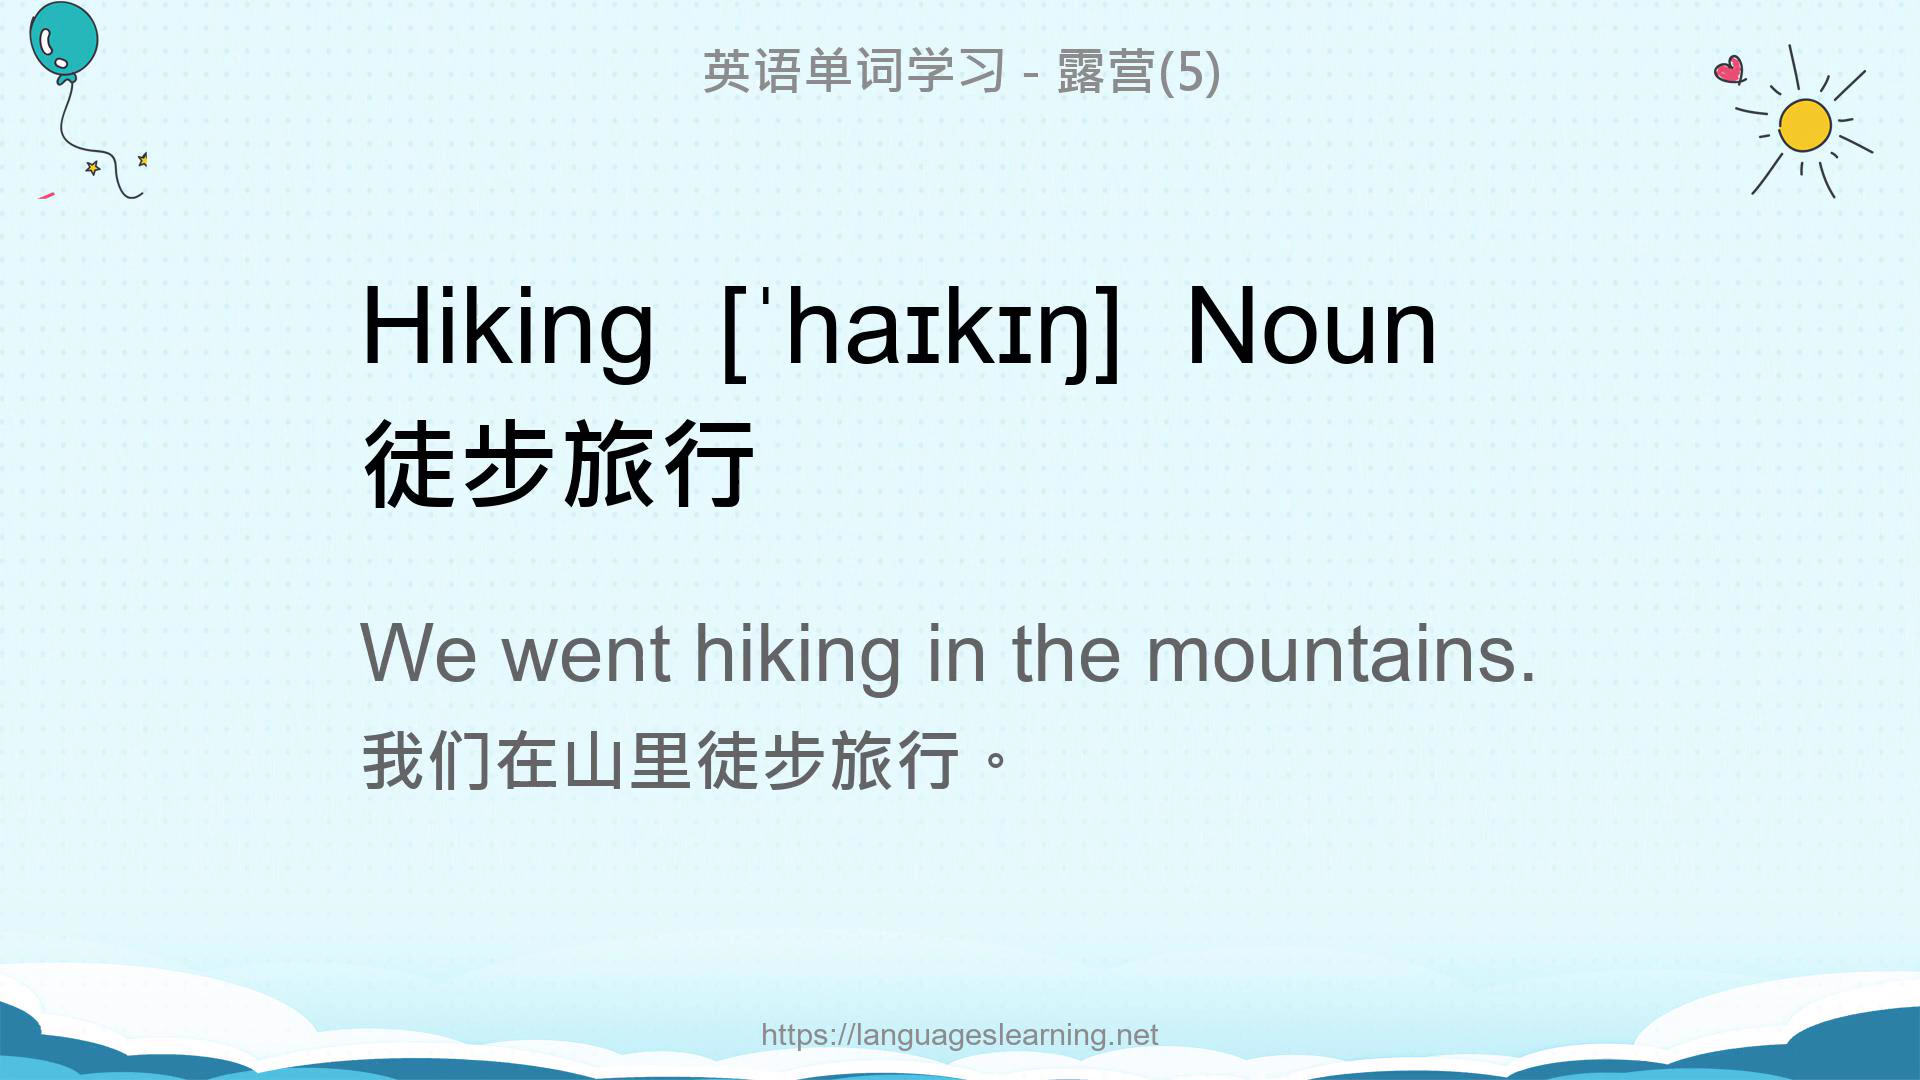 英语单词学习 - 露营(5)
Hiking [ˈhaɪkɪŋ] Noun
徒步旅行
We went hiking in the mountains.
我们在山里徒步旅行。
https://languageslearning.net